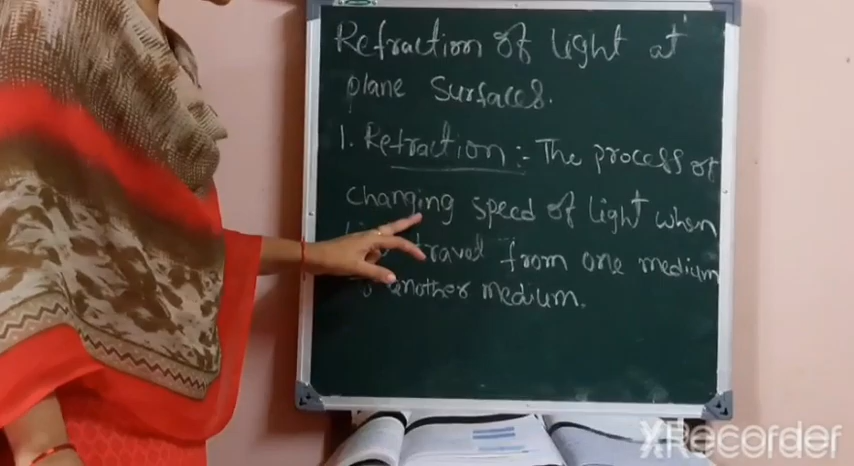 Refraction of light at
plane Surfaces.
1. Refraction :- The process of
changing speed of light when
travel from one medium
another medium.
XRecorder